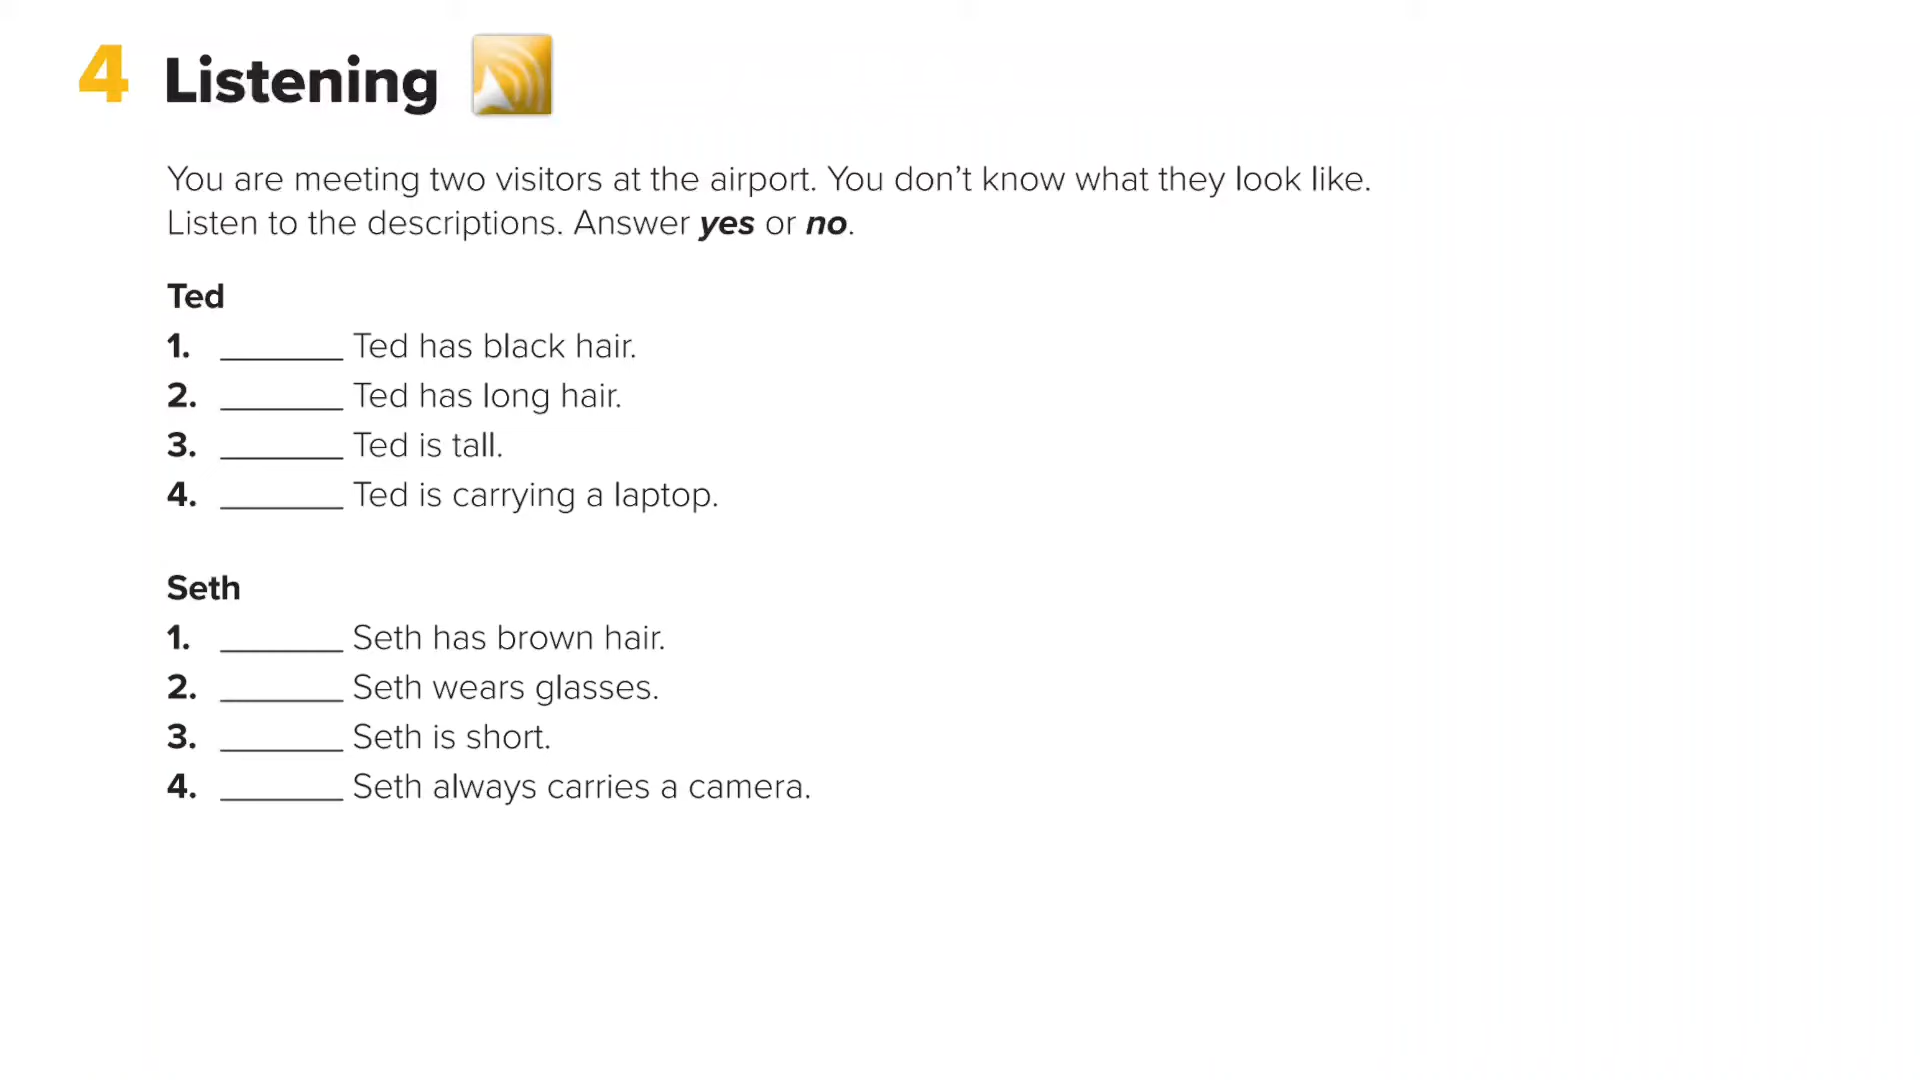 4 Listening
You are meeting two visitors at the airport. You don’t know what they look like.
Listen to the descriptions. Answer yes or no.
Ted
1. _______ Ted has black hair.
2. _______ Ted has long hair.
3. _______ Ted is tall.
4. _______ Ted is carrying a laptop.
Seth
1. _______ Seth has brown hair.
2. _______ Seth wears glasses.
3. _______ Seth is short.
4. _______ Seth always carries a camera.